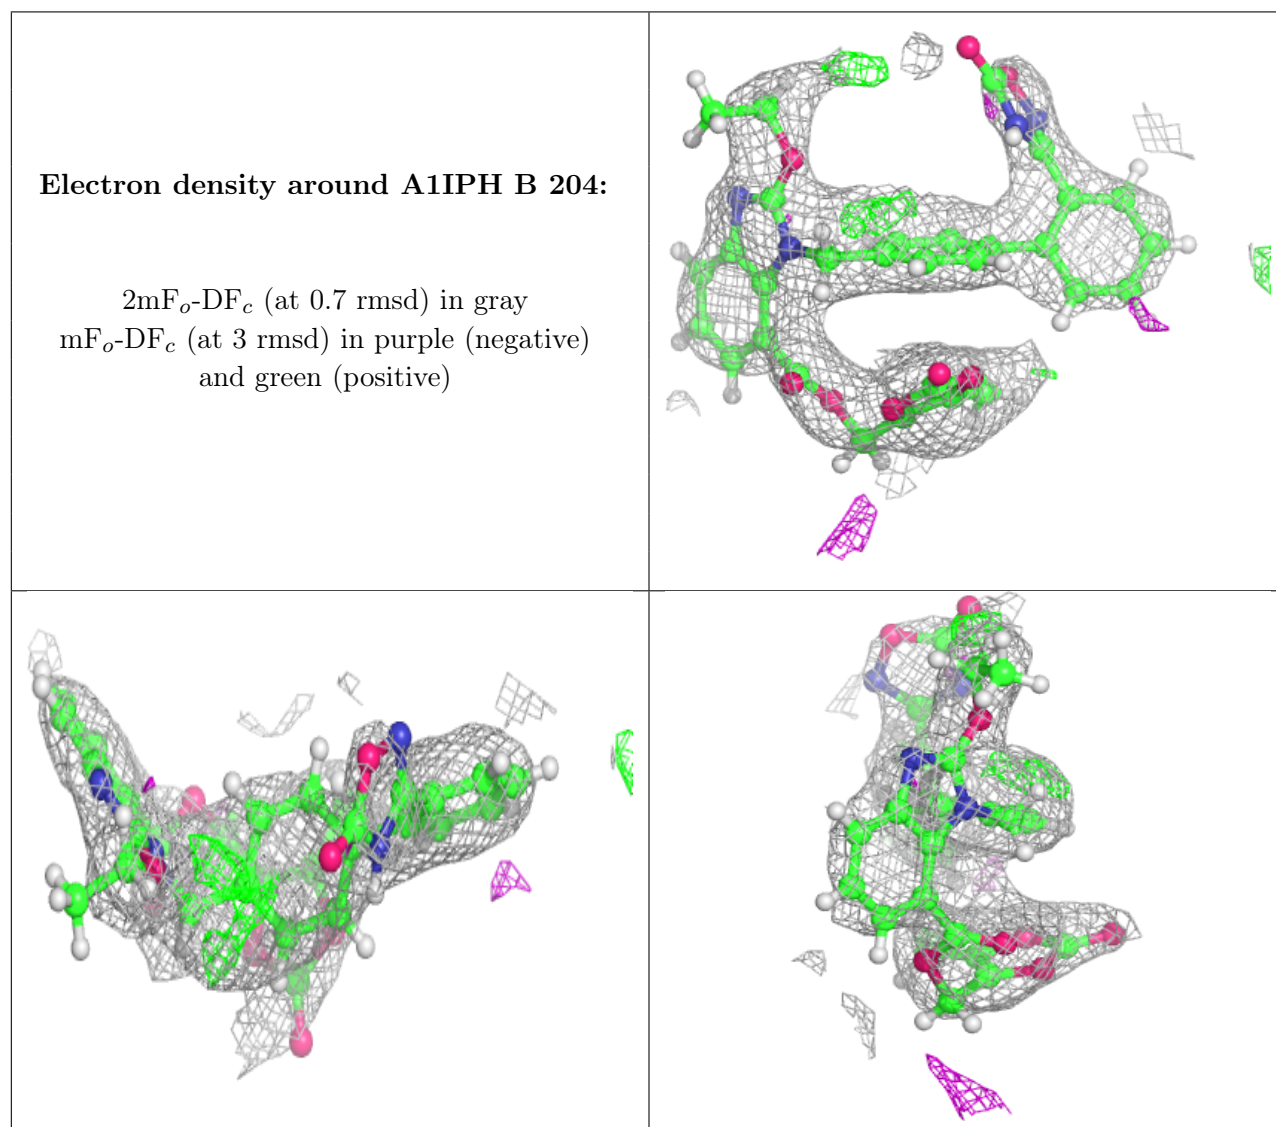 Electron density around A1IPH B 204:
2mFo-DFc (at 0.7 rmsd) in gray
mFo-DFc (at 3 rmsd) in purple (negative)
and green (positive)